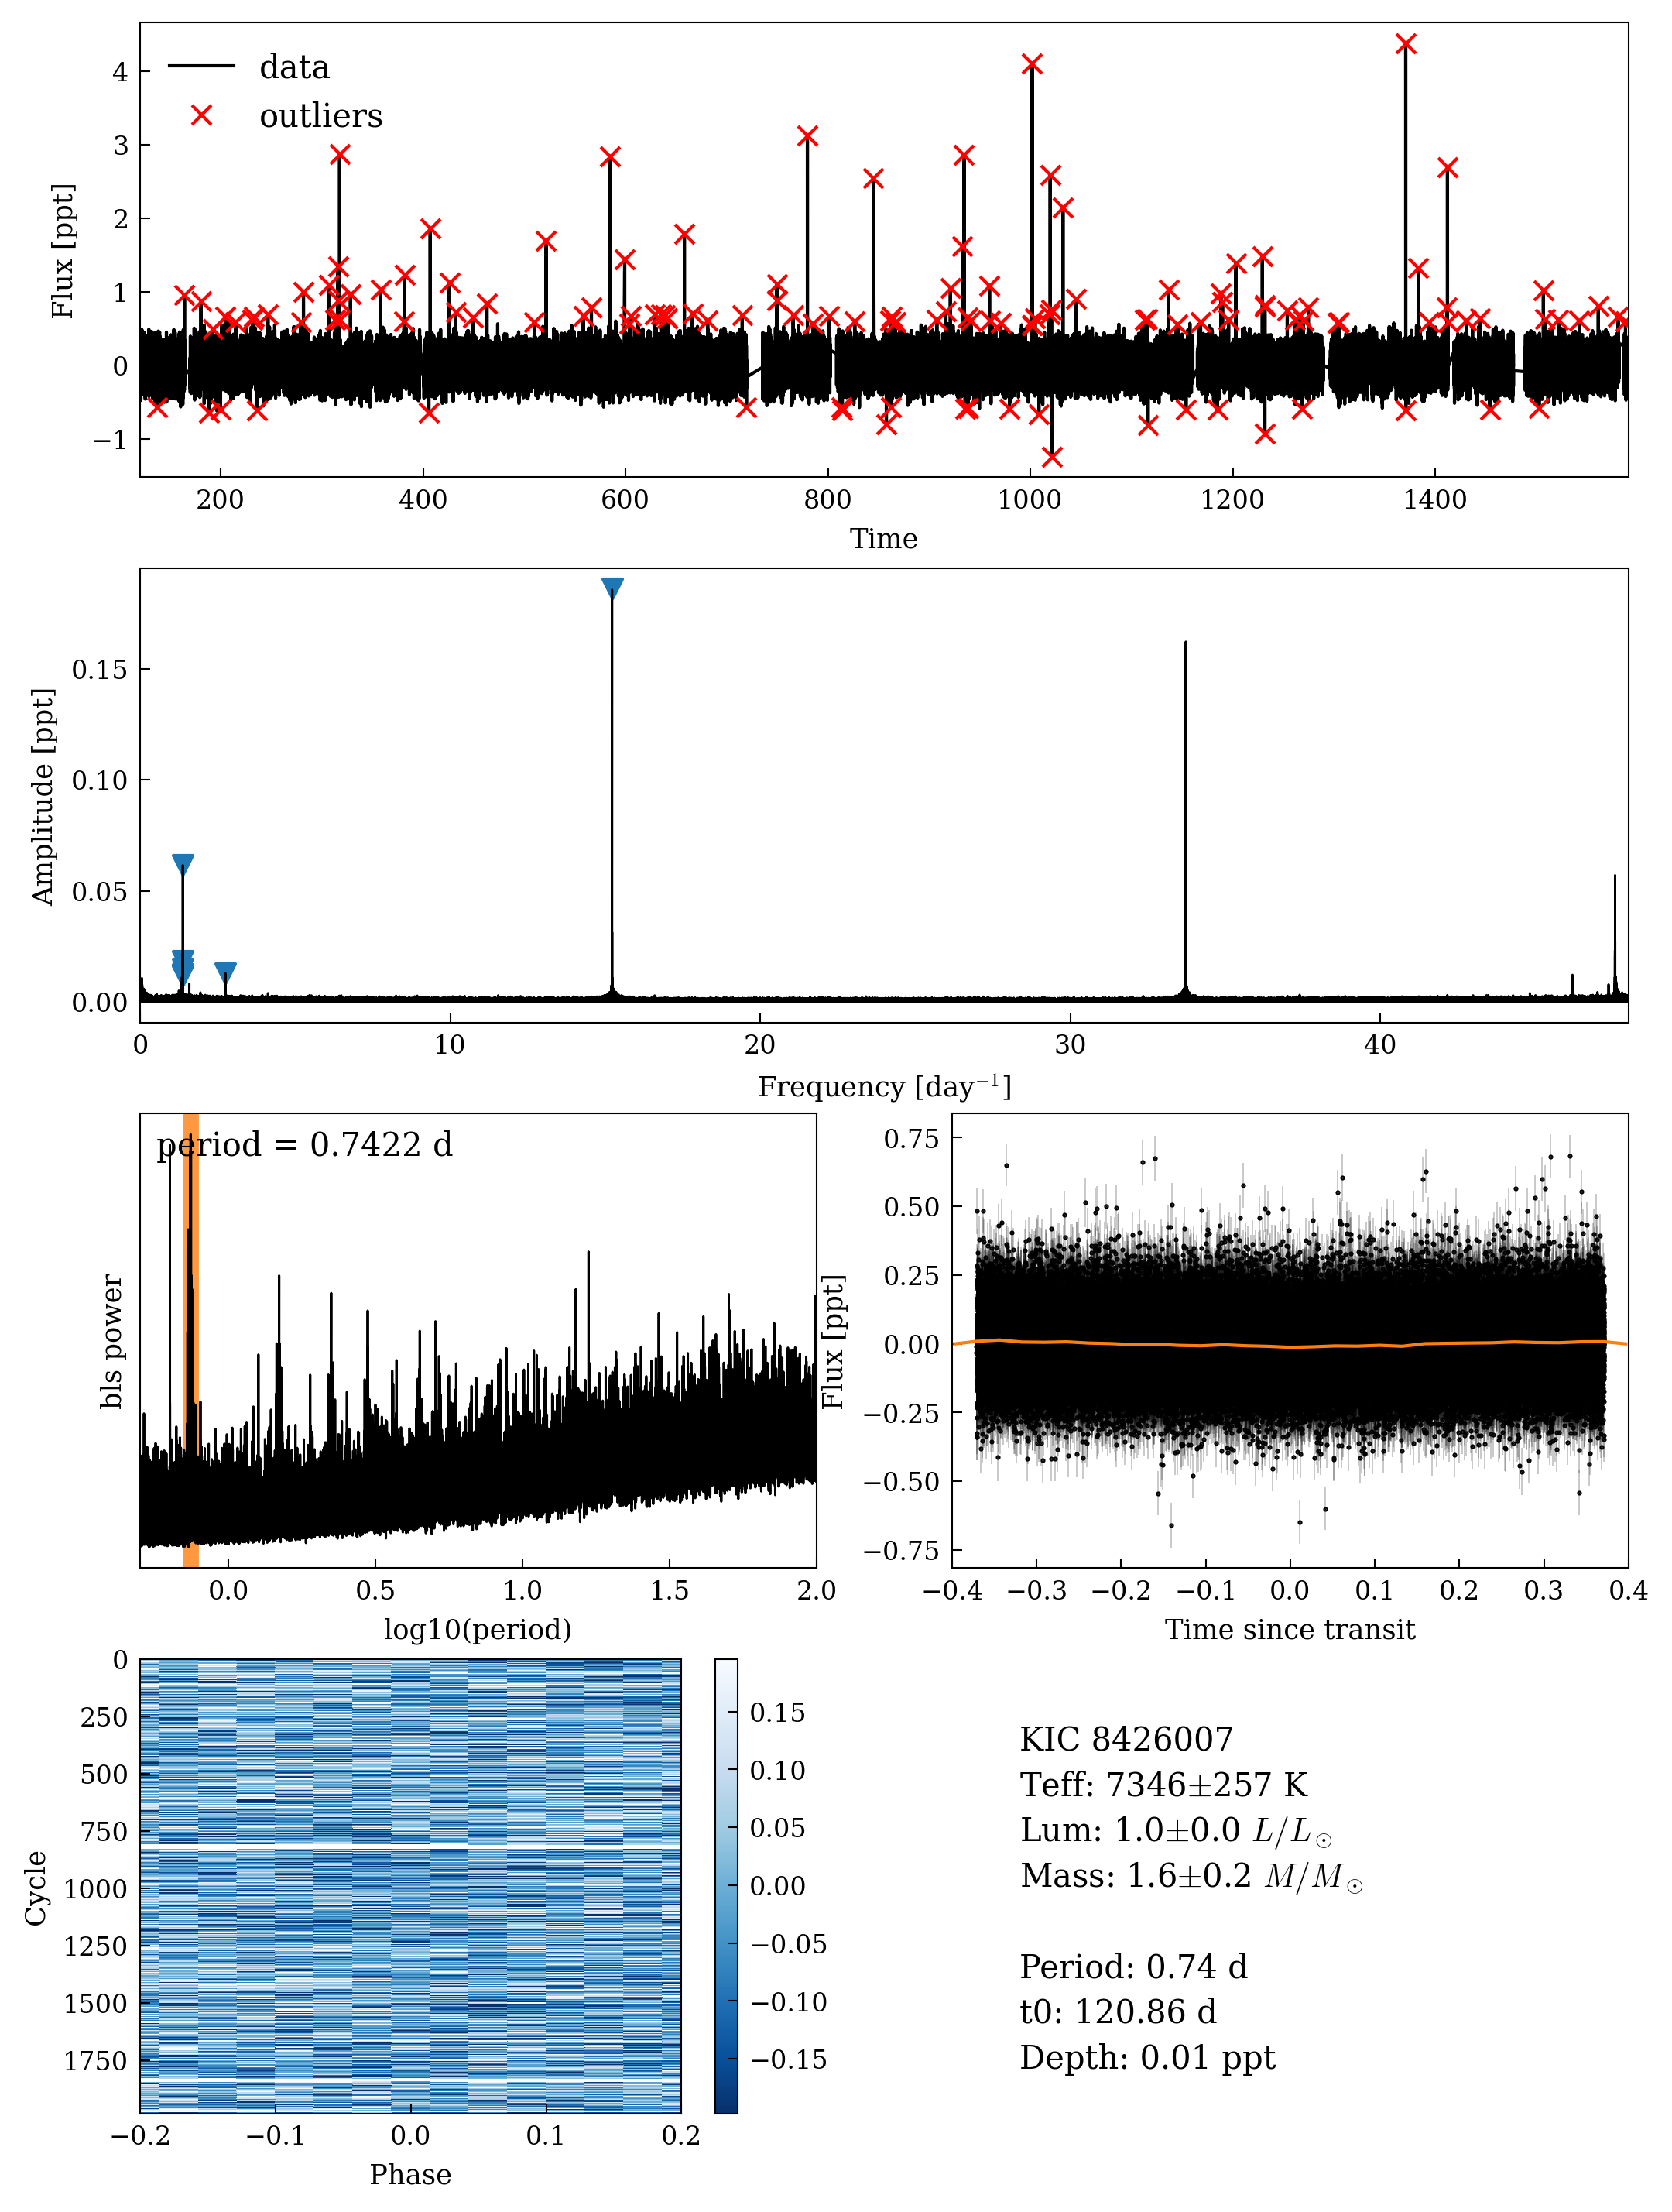 data
outliers
4
3
2
1
0
−1
Flux [ppt]
200 400 600 800 1000 1200 1400
Time
0.15
0.10
0.05
0.00
Amplitude [ppt]
0 10 20 30 40
Frequency [day⁻¹]
period = 0.7422 d
bls power
0.0 0.5 1.0 1.5 2.0
log10(period)
0.75
0.50
0.25
0.00
−0.25
−0.50
−0.75
Flux [ppt]
−0.4 −0.3 −0.2 −0.1 0.0 0.1 0.2 0.3 0.4
Time since transit
0
250
500
750
1000
1250
1500
1750
Cycle
−0.2 −0.1 0.0 0.1 0.2
Phase
0.15
0.10
0.05
0.00
−0.05
−0.10
−0.15
KIC 8426007
Teff: 7346±257 K
Lum: 1.0±0.0 L/L⊙
Mass: 1.6±0.2 M/M⊙
Period: 0.74 d
t0: 120.86 d
Depth: 0.01 ppt